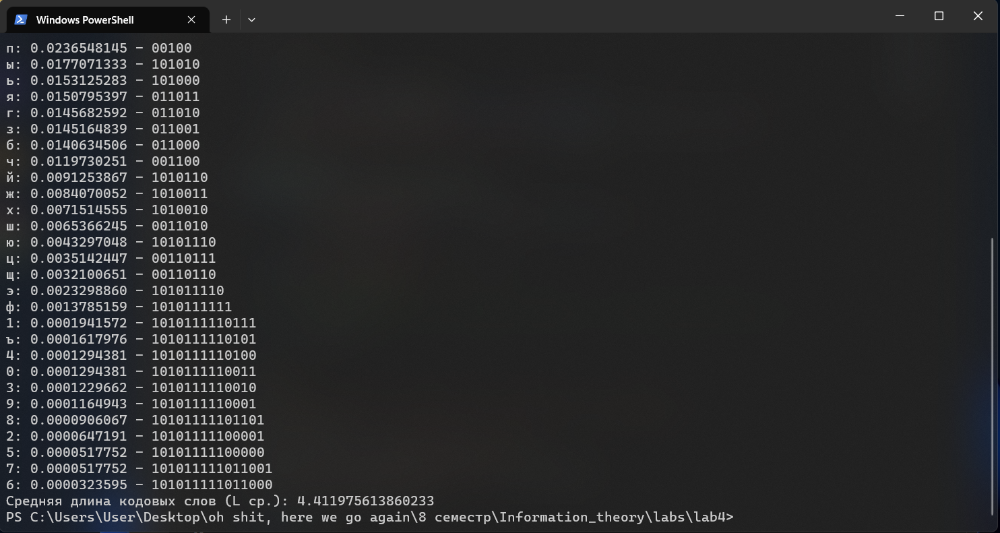 Windows PowerShell
п: 0.0236548145 - 00100
ы: 0.0177071333 - 101010
ь: 0.0153125283 - 101000
я: 0.0150795397 - 011011
г: 0.0145682592 - 011010
з: 0.0145164839 - 011001
б: 0.0140634506 - 011000
ч: 0.0119730251 - 001100
й: 0.0091253867 - 1010110
ж: 0.0084070052 - 1010011
х: 0.0071514555 - 1010010
ш: 0.0065366245 - 0011010
ю: 0.0043297048 - 10101110
ц: 0.0035142447 - 00110111
щ: 0.0032100651 - 00110110
э: 0.0023298860 - 101011110
ф: 0.0013785159 - 1010111111
1: 0.0001941572 - 1010111110111
ъ: 0.0001617976 - 1010111110101
4: 0.0001294381 - 1010111110100
0: 0.0001294381 - 1010111110011
3: 0.0001229662 - 1010111110010
9: 0.0001164943 - 1010111110001
8: 0.0000906067 - 10101111101101
2: 0.0000647191 - 10101111100001
5: 0.0000517752 - 10101111100000
7: 0.0000517752 - 101011111011001
6: 0.0000323595 - 101011111011000
Средняя длина кодовых слов (L ср.): 4.411975613860233
PS C:\Users\User\Desktop\oh shit, here we go again\8 семестр\Information_theory\labs\lab4>